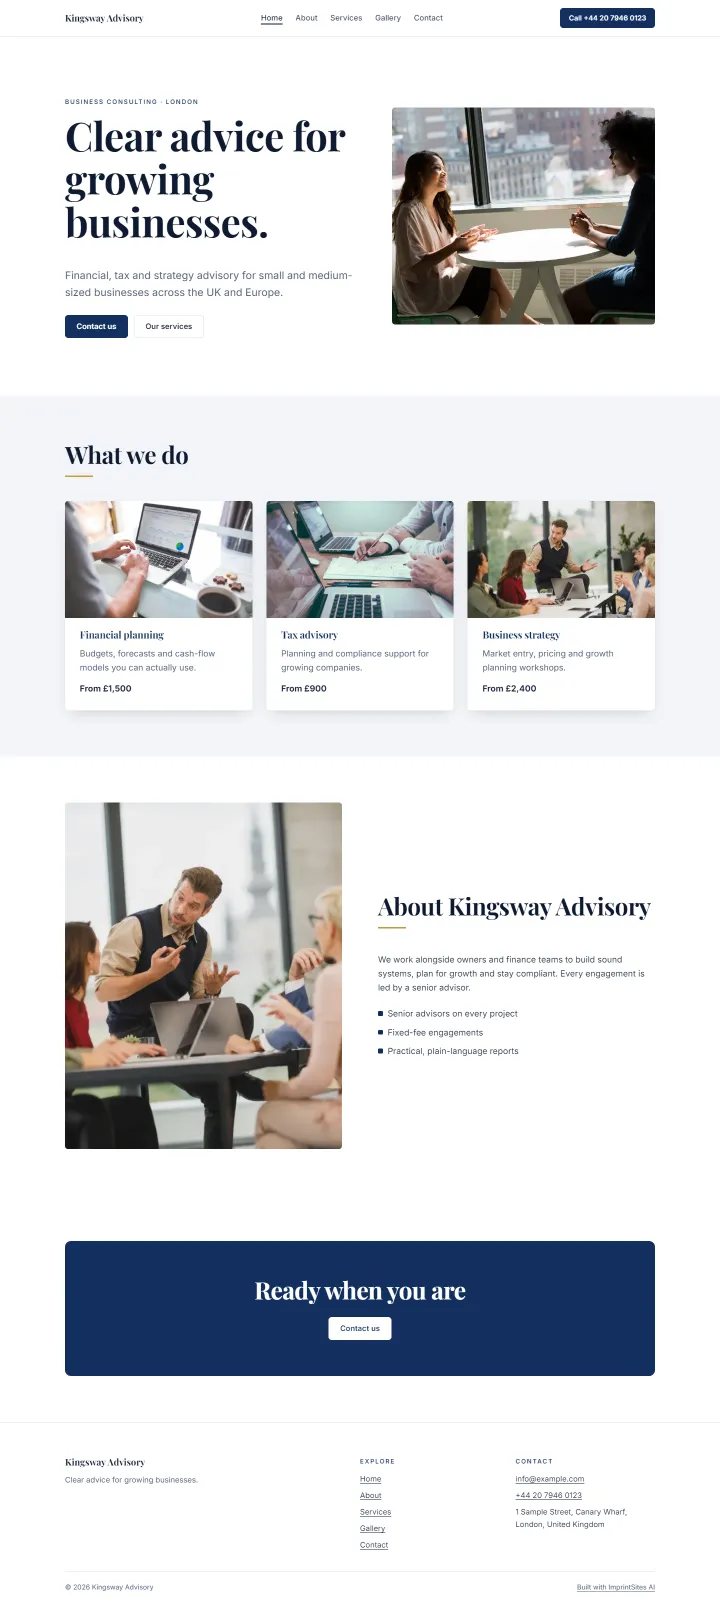 Kingsway Advisory
Home About Services Gallery Contact
Call +44 20 7946 0123
BUSINESS CONSULTING · LONDON
Clear advice for
growing
businesses.
Financial, tax and strategy advisory for small and medium-
sized businesses across the UK and Europe.
Contact us
Our services
What we do
Financial planning
Budgets, forecasts and cash-flow
models you can actually use.
From £1,500
Tax advisory
Planning and compliance support for
growing companies.
From £900
Business strategy
Market entry, pricing and growth
planning workshops.
From £2,400
About Kingsway Advisory
We work alongside owners and finance teams to build sound
systems, plan for growth and stay compliant. Every engagement is
led by a senior advisor.
Senior advisors on every project
Fixed-fee engagements
Practical, plain-language reports
Ready when you are
Contact us
Kingsway Advisory
Clear advice for growing businesses.
EXPLORE
Home
About
Services
Gallery
Contact
CONTACT
info@example.com
+44 20 7946 0123
1 Sample Street, Canary Wharf,
London, United Kingdom
© 2026 Kingsway Advisory
Built with ImprintSites AI